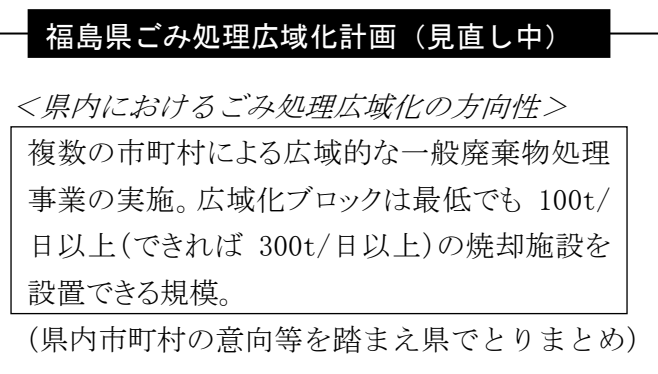 福島県ごみ処理広域化計画（見直し中）
＜県内におけるごみ処理広域化の方向性＞
複数の市町村による広域的な一般廃棄物処理
事業の実施。広域化ブロックは最低でも 100t/
日以上（できれば 300t/日以上）の焼却施設を
設置できる規模。
（県内市町村の意向等を踏まえ県でとりまとめ）